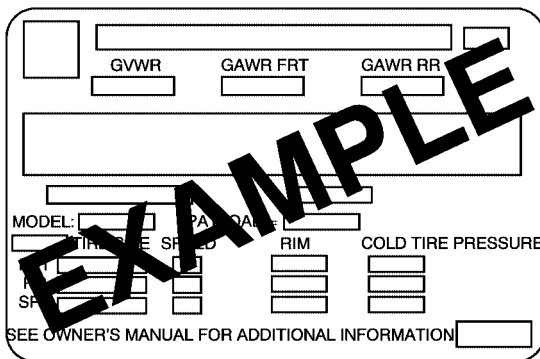 GVWR GAWR FRT GAWR RR
EXAMPLE
MODEL:
RIM COLD TIRE PRESSURE
SEE OWNER'S MANUAL FOR ADDITIONAL INFORMATION